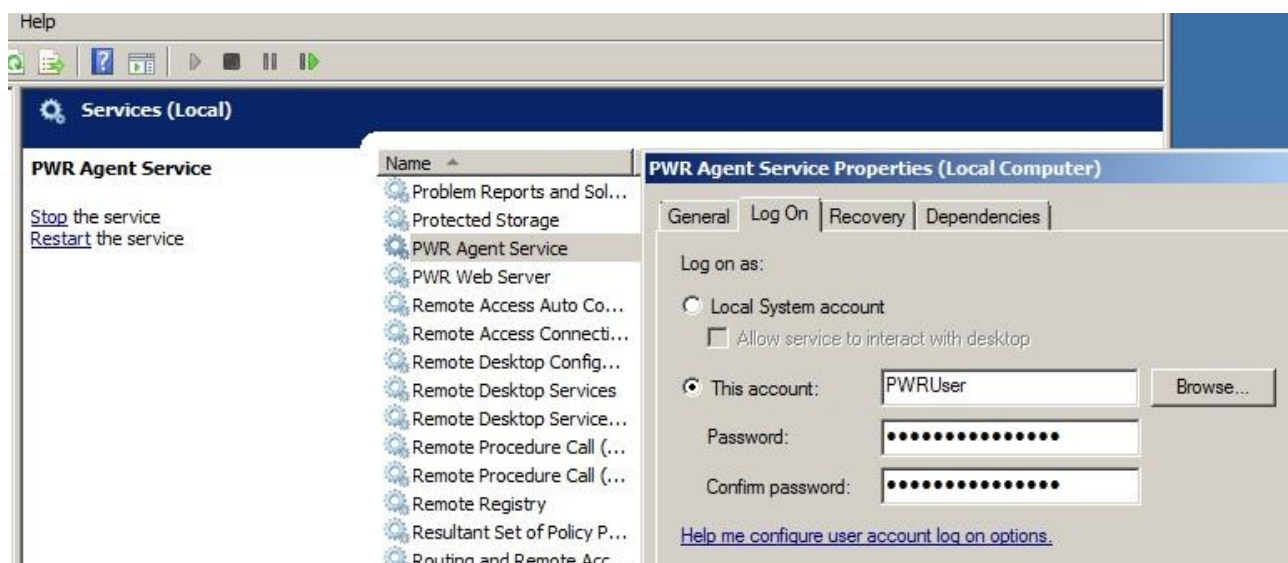 Help
Services (Local)
PWR Agent Service
Stop the service
Restart the service
Name
Problem Reports and Sol...
Protected Storage
PWR Agent Service
PWR Web Server
Remote Access Auto Co...
Remote Access Connecti...
Remote Desktop Config...
Remote Desktop Services
Remote Desktop Service...
Remote Procedure Call (...
Remote Procedure Call (...
Remote Registry
Resultant Set of Policy P...
Routing and Remote Acc
PWR Agent Service Properties (Local Computer)
General Log On Recovery Dependencies
Log on as:
Local System account
Allow service to interact with desktop
This account: PWRUser Browse...
Password: •••••••••••••••
Confirm password: •••••••••••••••
Help me configure user account log on options.